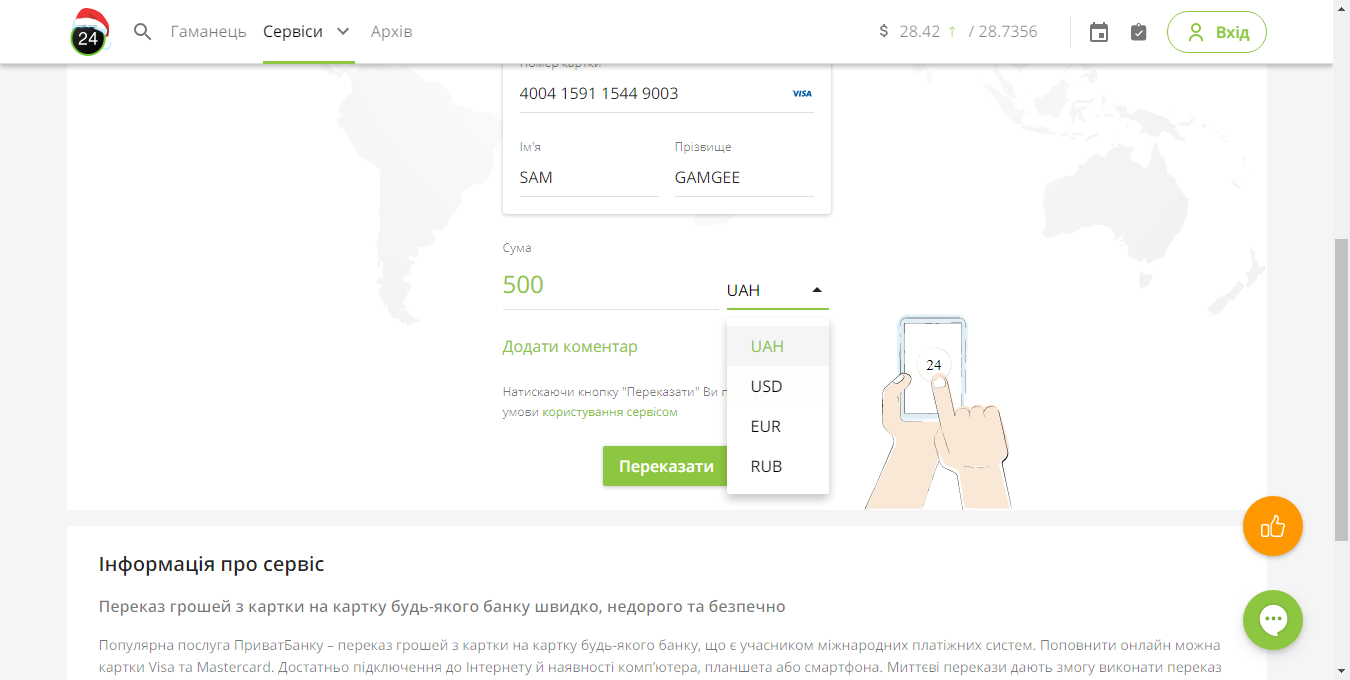 24
Гаманець Сервіси Архів
$ 28.42 ↑ / 28.7356
Вхід
Номер картки
4004 1591 1544 9003 VISA
Ім'я Прізвище
SAM GAMGEE
Сума
500 UAH
UAH
USD
EUR
RUB
Додати коментар
Натискаючи кнопку "Переказати" Ви
умови користування сервісом
Переказати
24
Інформація про сервіс
Переказ грошей з картки на картку будь-якого банку швидко, недорого та безпечно
Популярна послуга ПриватБанку – переказ грошей з картки на картку будь-якого банку, що є учасником міжнародних платіжних систем. Поповнити онлайн можна
картки Visa та Mastercard. Достатньо підключення до Інтернету й наявності комп’ютера, планшета або смартфона. Миттєві перекази дають змогу виконати переказ